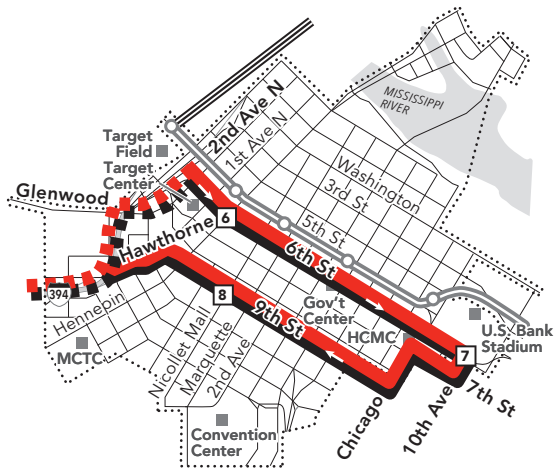 MISSISSIPPI
RIVER
2nd Ave N
1st Ave N
Target
Field
Target
Center
Washington
3rd St
Glenwood
5th St
Hawthorne
6
6th St
394
Hennepin
8
9th St
Gov't
Center
HCMC
U.S. Bank
Stadium
7
MCTC
Nicollet Mall
Marquette
2nd Ave
7th St
Chicago
10th Ave
Convention
Center